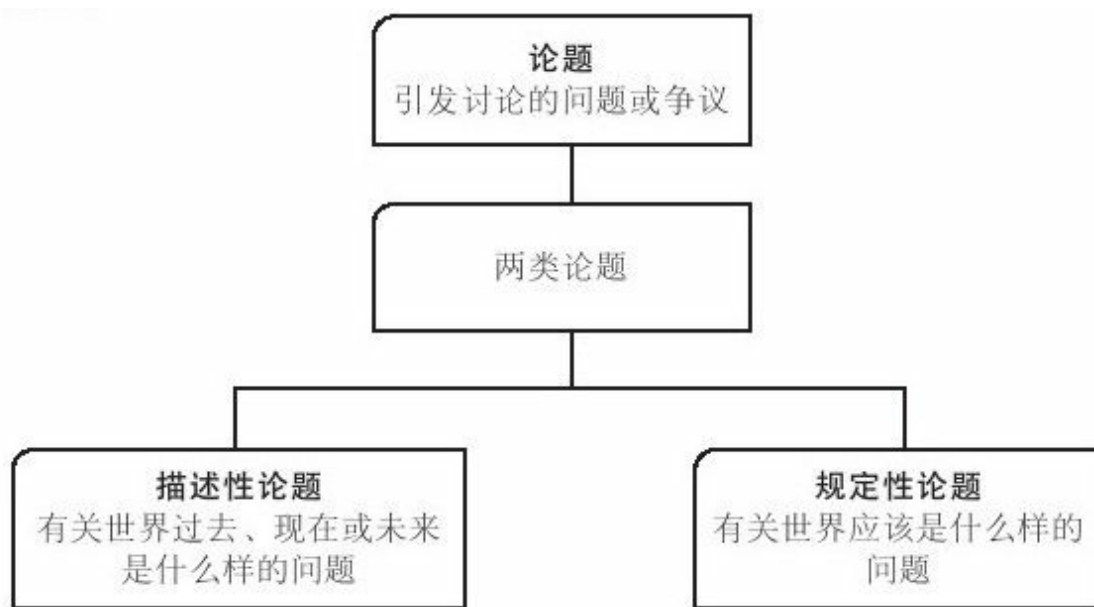 论题
引发讨论的问题或争议
两类论题
描述性论题
有关世界过去、现在或未来
是什么样的问题
规定性论题
有关世界应该是什么样的
问题